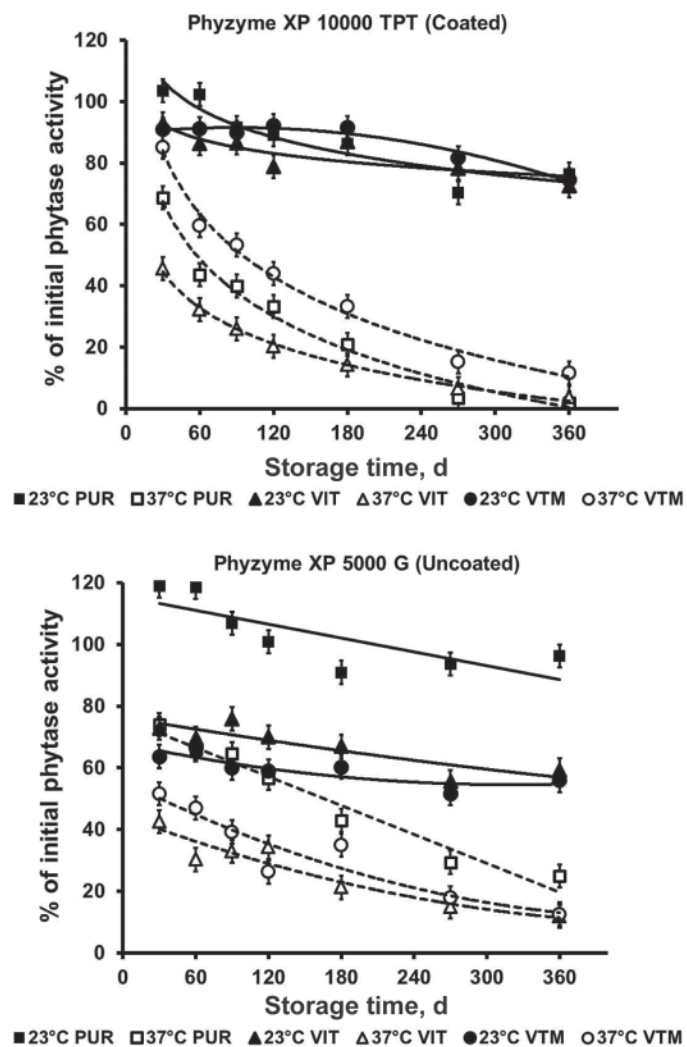 Phyzyme XP 10000 TPT (Coated)
120
100
80
60
40
20
0
% of initial phytase activity
0 60 120 180 240 300 360
Storage time, d
■23°C PUR □37°C PUR ▲23°C VIT △37°C VIT ●23°C VTM ○37°C VTM
Phyzyme XP 5000 G (Uncoated)
120
100
80
60
40
20
0
% of initial phytase activity
0 60 120 180 240 300 360
Storage time, d
■23°C PUR □37°C PUR ▲23°C VIT △37°C VIT ●23°C VTM ○37°C VTM